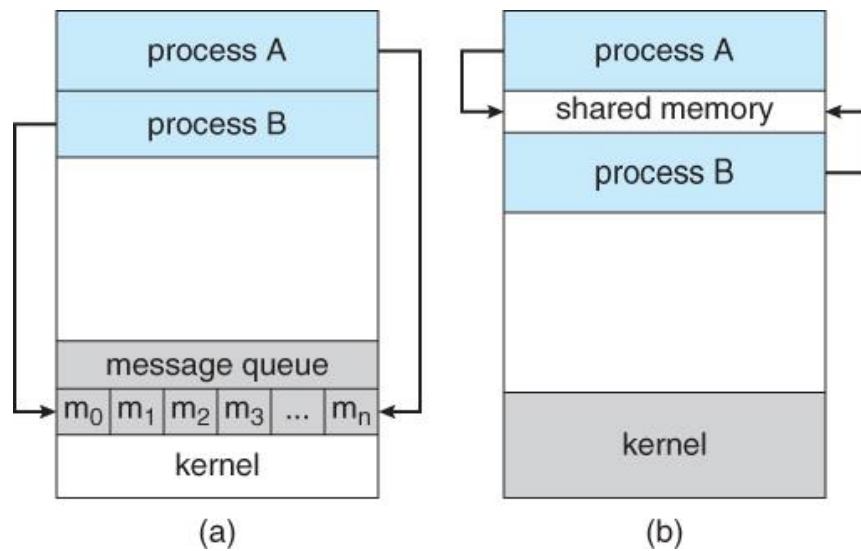 process A
process B
message queue
m₀ m₁ m₂ m₃ ... mₙ
kernel
(a)
process A
shared memory
process B
kernel
(b)